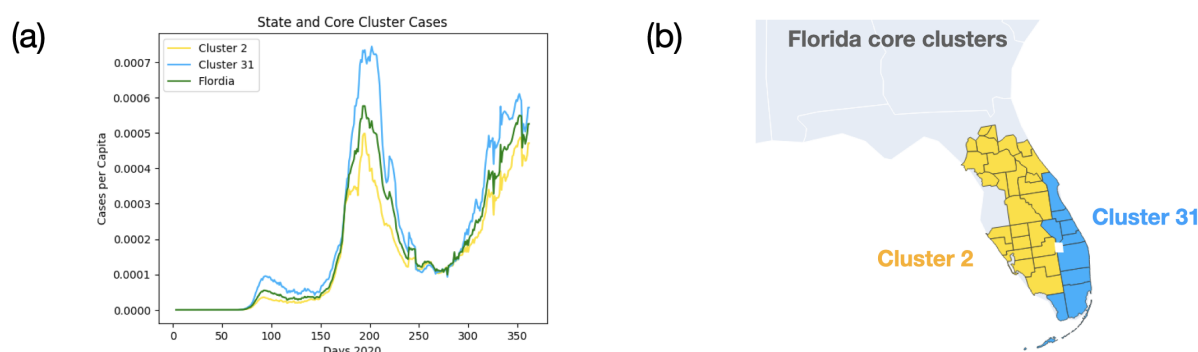 (a)
State and Core Cluster Cases
Cluster 2
Cluster 31
Flordia
Cases per Capita
0.0007
0.0006
0.0005
0.0004
0.0003
0.0002
0.0001
0.0000
0 50 100 150 200 250 300 350
Days 2020
(b)
Florida core clusters
Cluster 31
Cluster 2